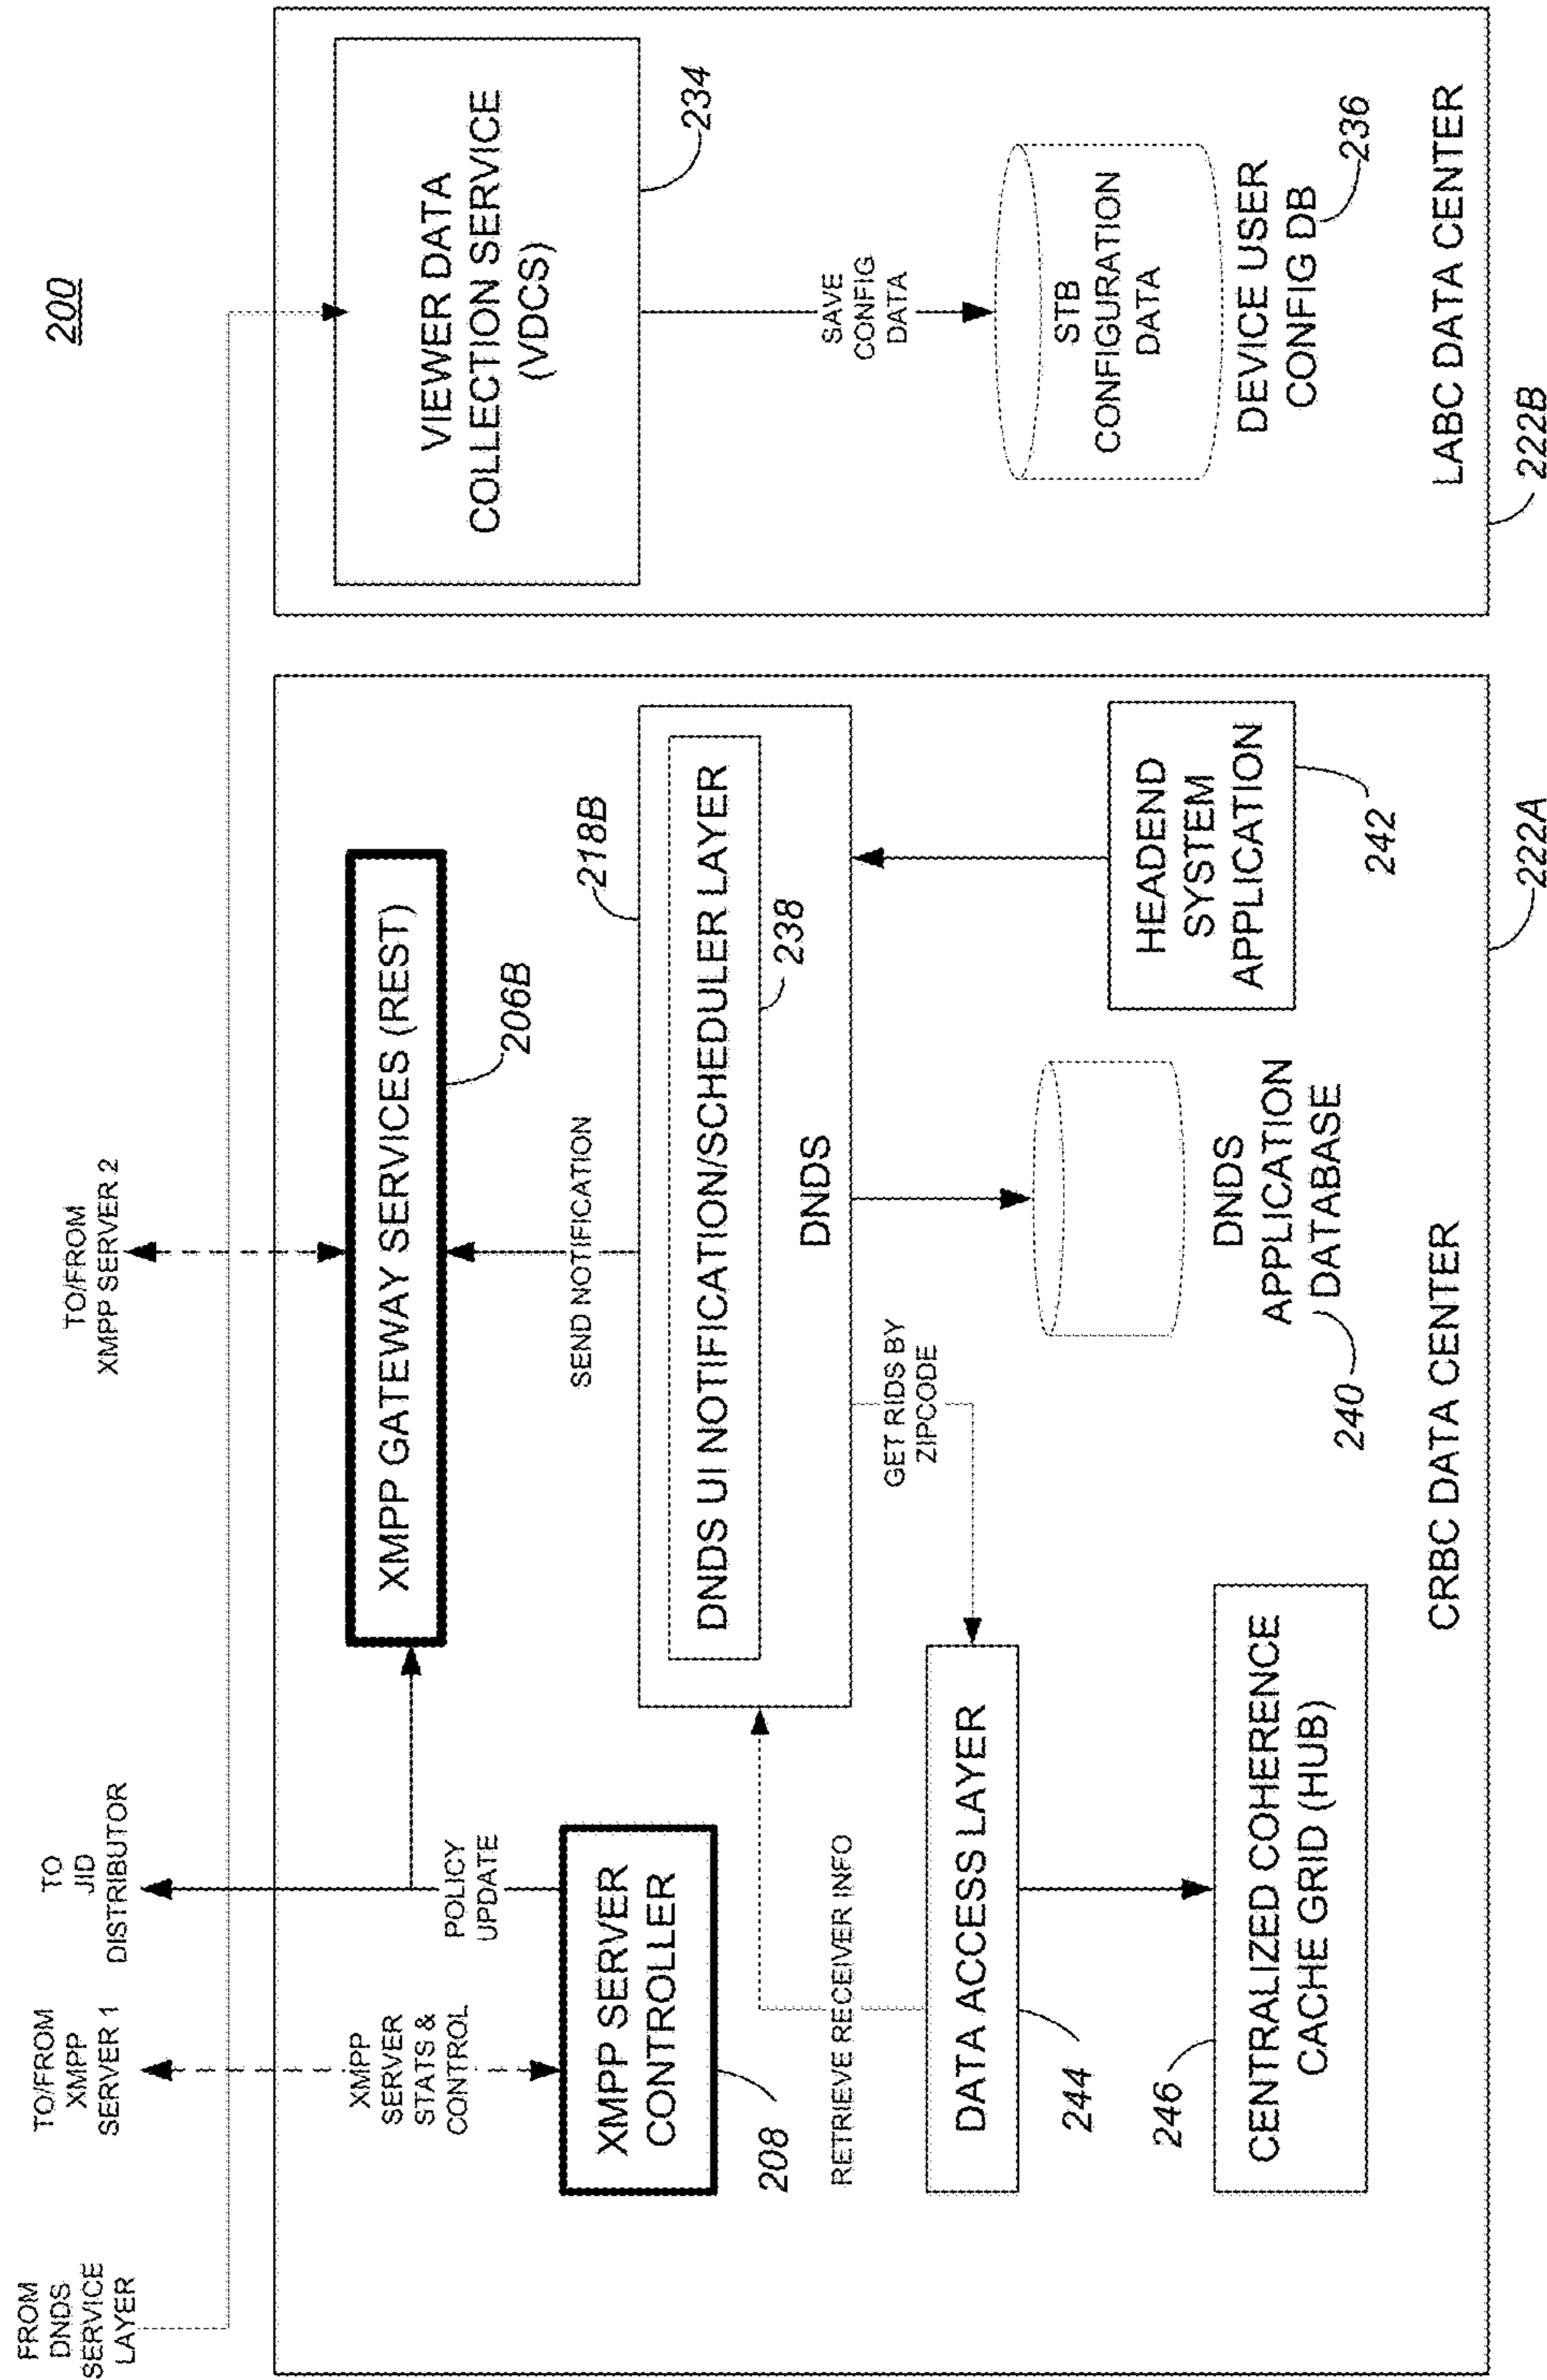 200
FROM
DNDS
SERVICE
LAYER
TO/FROM
XMPP
SERVER 1
TO
JID
DISTRIBUTOR
TO/FROM
XMPP SERVER 2
XMPP
SERVER
STATS &
CONTROL
POLICY
UPDATE
XMPP GATEWAY SERVICES (REST)
206B
VIEWER DATA
COLLECTION SERVICE
(VDCS)
234
XMPP SERVER
CONTROLLER
208
SEND NOTIFICATION
218B
DNDS UI NOTIFICATION/SCHEDULER LAYER
238
DNDS
SAVE
CONFIG
DATA
RETRIEVE RECEIVER INFO
GET RIDS BY
ZIPCODE
DATA ACCESS LAYER
244
STB
CONFIGURATION
DATA
DEVICE USER
CONFIG DB
236
HEADEND
SYSTEM
APPLICATION
242
DNDS
APPLICATION
DATABASE
240
246
CENTRALIZED COHERENCE
CACHE GRID (HUB)
CRBC DATA CENTER
222A
LABC DATA CENTER
222B